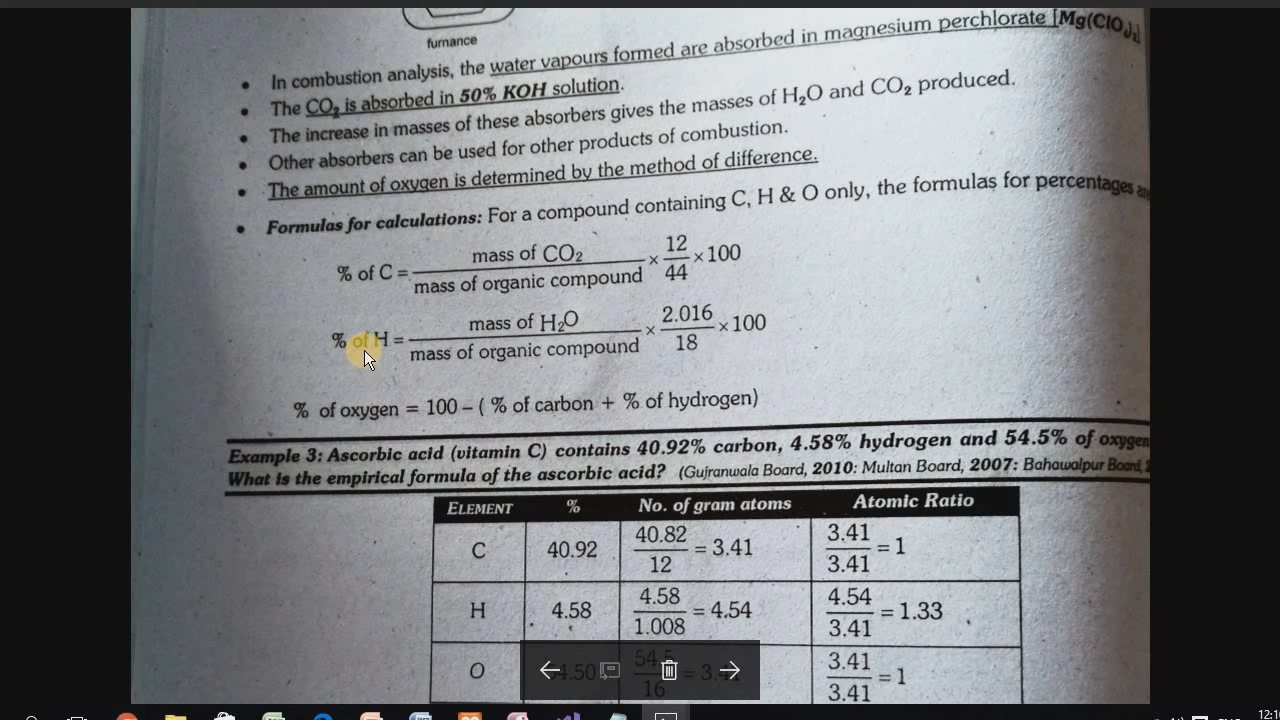 furnance
• In combustion analysis, the water vapours formed are absorbed in magnesium perchlorate [Mg(ClO₄)₂]
• The CO₂ is absorbed in 50% KOH solution.
• The increase in masses of these absorbers gives the masses of H₂O and CO₂ produced.
• Other absorbers can be used for other products of combustion.
• The amount of oxygen is determined by the method of difference.
• Formulas for calculations: For a compound containing C, H & O only, the formulas for percentages are
% of C = mass of CO₂ / mass of organic compound × 12/44 × 100
% of H = mass of H₂O / mass of organic compound × 2.016/18 × 100
% of oxygen = 100 – ( % of carbon + % of hydrogen)
Example 3: Ascorbic acid (vitamin C) contains 40.92% carbon, 4.58% hydrogen and 54.5% of oxygen
What is the empirical formula of the ascorbic acid? (Gujranwala Board, 2010: Multan Board, 2007: Bahawalpur Board,
ELEMENT % No. of gram atoms Atomic Ratio
C 40.92 40.82/12 = 3.41 3.41/3.41 = 1
H 4.58 4.58/1.008 = 4.54 4.54/3.41 = 1.33
O 54.50 54.5/16 = 3.41 3.41/3.41 = 1